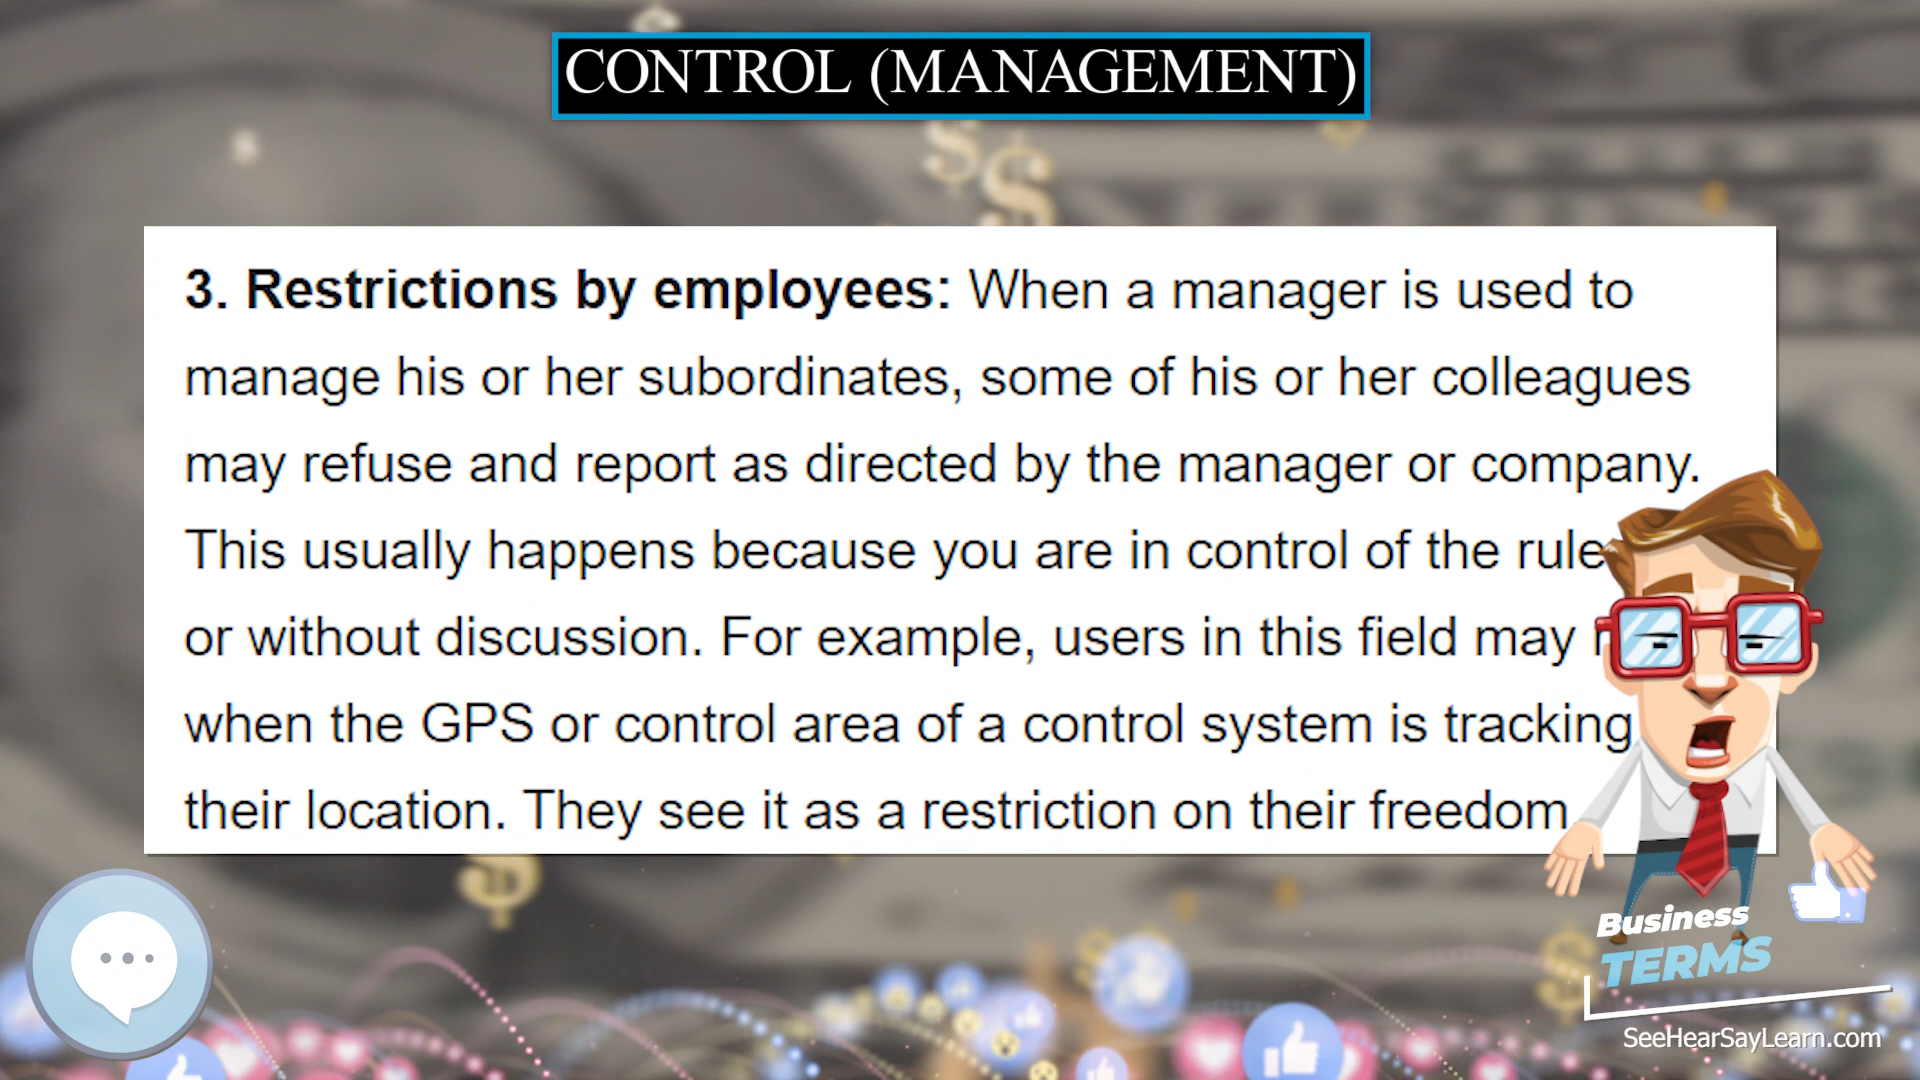 CONTROL (MANAGEMENT)
3. Restrictions by employees: When a manager is used to
manage his or her subordinates, some of his or her colleagues
may refuse and report as directed by the manager or company.
This usually happens because you are in control of the rule
or without discussion. For example, users in this field may
when the GPS or control area of a control system is tracking
their location. They see it as a restriction on their freedom
Business
TERMS
SeeHearSayLearn.com